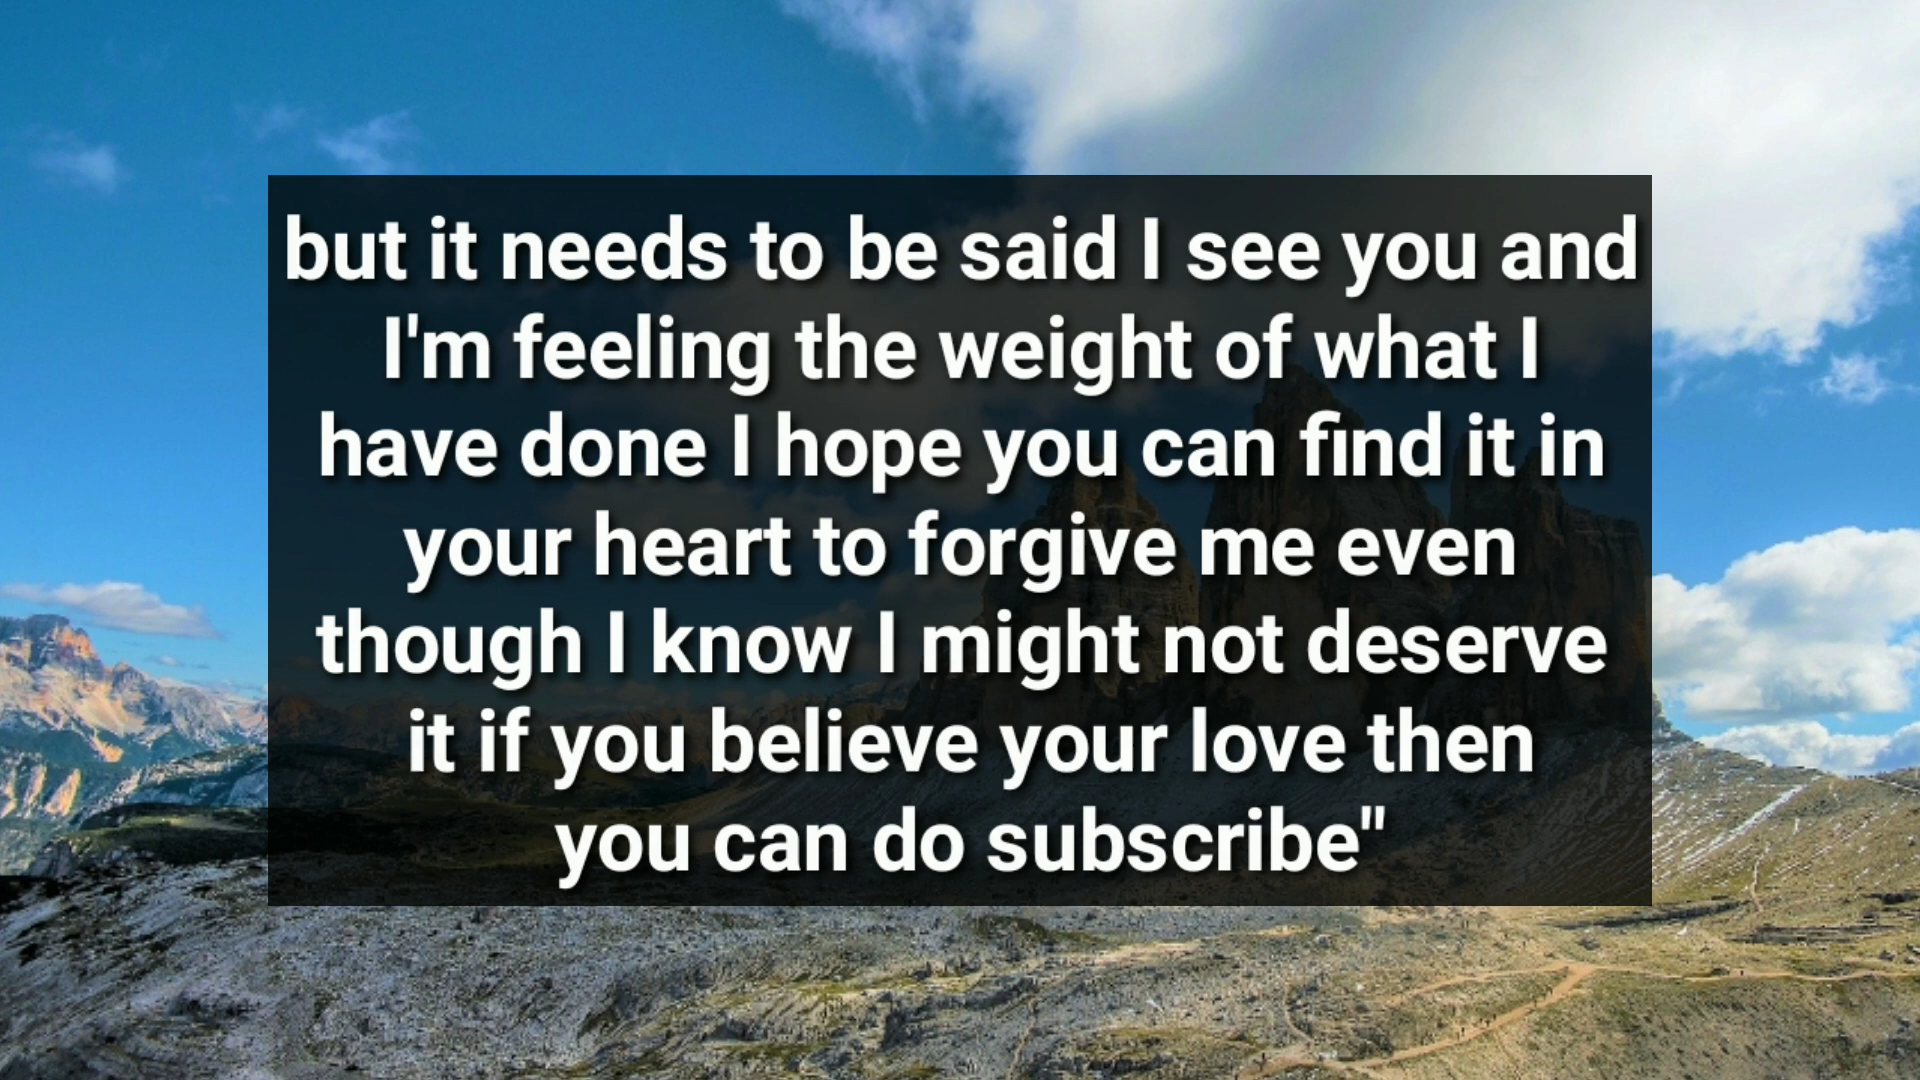 but it needs to be said I see you and
I'm feeling the weight of what I
have done I hope you can find it in
your heart to forgive me even
though I know I might not deserve
it if you believe your love then
you can do subscribe"